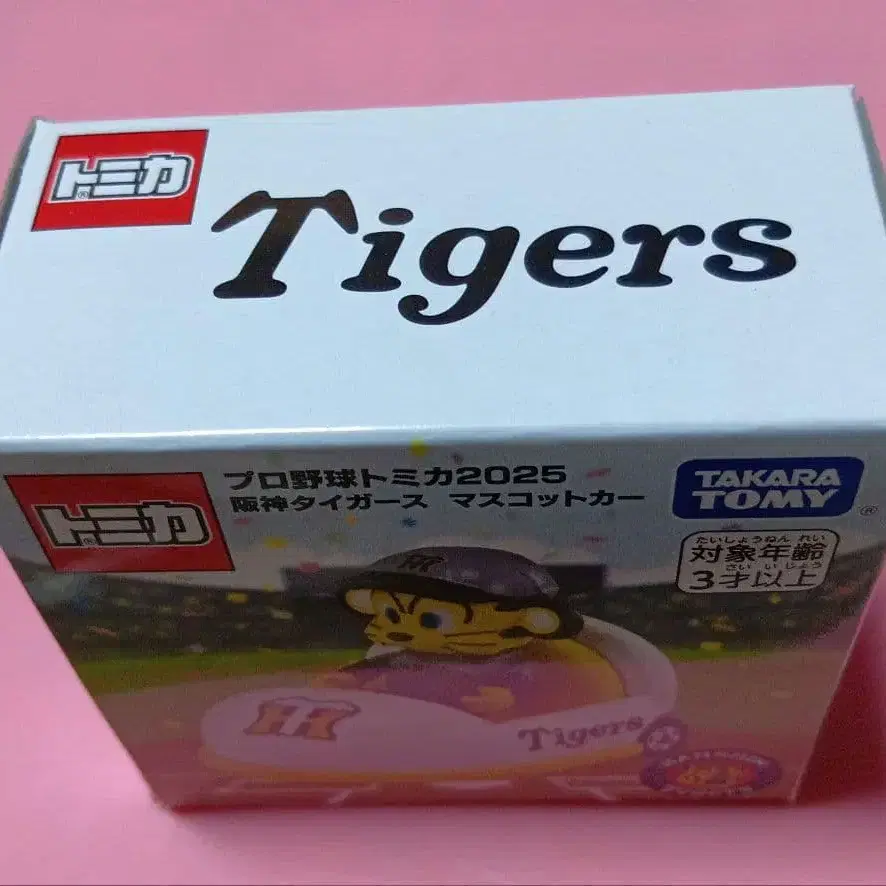 トミカ®
Tigers
トミカ®
プロ野球トミカ2025
阪神タイガース マスコットカー
TAKARA
TOMY
®
たいしょうねんれい
対象年齢
さいいじょう
3才以上
Tigers